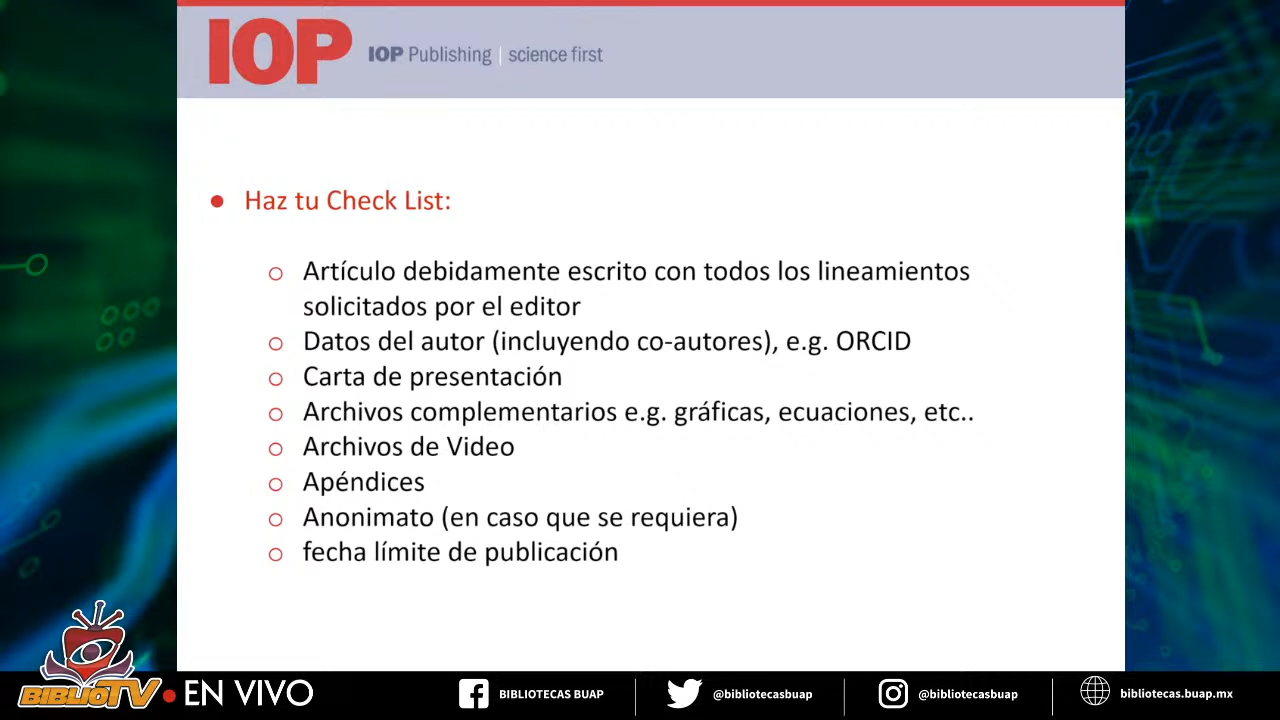 IOP IOP Publishing | science first
● Haz tu Check List:
○ Artículo debidamente escrito con todos los lineamientos
solicitados por el editor
○ Datos del autor (incluyendo co-autores), e.g. ORCID
○ Carta de presentación
○ Archivos complementarios e.g. gráficas, ecuaciones, etc..
○ Archivos de Video
○ Apéndices
○ Anonimato (en caso que se requiera)
○ fecha límite de publicación
BIBLIOTV • EN VIVO BIBLIOTECAS BUAP @bibliotecasbuap @bibliotecasbuap bibliotecas.buap.mx